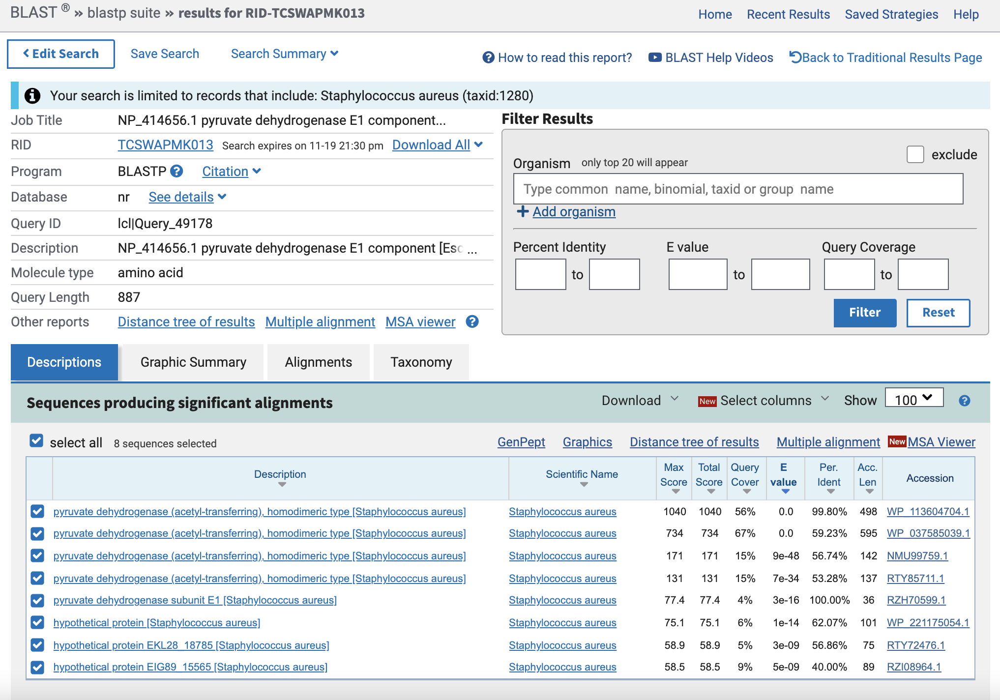 BLAST ® » blastp suite » results for RID-TCSWAPMK013
Home Recent Results Saved Strategies Help
Edit Search Save Search Search Summary
How to read this report? BLAST Help Videos Back to Traditional Results Page
Your search is limited to records that include: Staphylococcus aureus (taxid:1280)
Job Title NP_414656.1 pyruvate dehydrogenase E1 component...
RID TCSWAPMK013 Search expires on 11-19 21:30 pm Download All
Program BLASTP Citation
Database nr See details
Query ID lcl|Query_49178
Description NP_414656.1 pyruvate dehydrogenase E1 component [Esc ...
Molecule type amino acid
Query Length 887
Other reports Distance tree of results Multiple alignment MSA viewer
Filter Results
exclude
Organism only top 20 will appear
Type common name, binomial, taxid or group name
Add organism
Percent Identity E value Query Coverage
to to to
Filter Reset
Descriptions Graphic Summary Alignments Taxonomy
Sequences producing significant alignments Download New Select columns Show 100
select all 8 sequences selected GenPept Graphics Distance tree of results Multiple alignment New MSA Viewer
Description Scientific Name Max Score Total Score Query Cover E value Per. Ident Acc. Len Accession
pyruvate dehydrogenase (acetyl-transferring), homodimeric type [Staphylococcus aureus] Staphylococcus aureus 1040 1040 56% 0.0 99.80% 498 WP_113604704.1
pyruvate dehydrogenase (acetyl-transferring), homodimeric type [Staphylococcus aureus] Staphylococcus aureus 734 734 67% 0.0 59.23% 595 WP_037585039.1
pyruvate dehydrogenase (acetyl-transferring), homodimeric type [Staphylococcus aureus] Staphylococcus aureus 171 171 15% 9e-48 56.74% 142 NMU99759.1
pyruvate dehydrogenase (acetyl-transferring), homodimeric type [Staphylococcus aureus] Staphylococcus aureus 131 131 15% 7e-34 53.28% 137 RTY85711.1
pyruvate dehydrogenase subunit E1 [Staphylococcus aureus] Staphylococcus aureus 77.4 77.4 4% 3e-16 100.00% 36 RZH70599.1
hypothetical protein [Staphylococcus aureus] Staphylococcus aureus 75.1 75.1 6% 1e-14 62.07% 101 WP_221175054.1
hypothetical protein EKL28_18785 [Staphylococcus aureus] Staphylococcus aureus 58.9 58.9 5% 3e-09 56.86% 75 RTY72476.1
hypothetical protein EIG89_15565 [Staphylococcus aureus] Staphylococcus aureus 58.5 58.5 9% 5e-09 40.00% 89 RZI08964.1